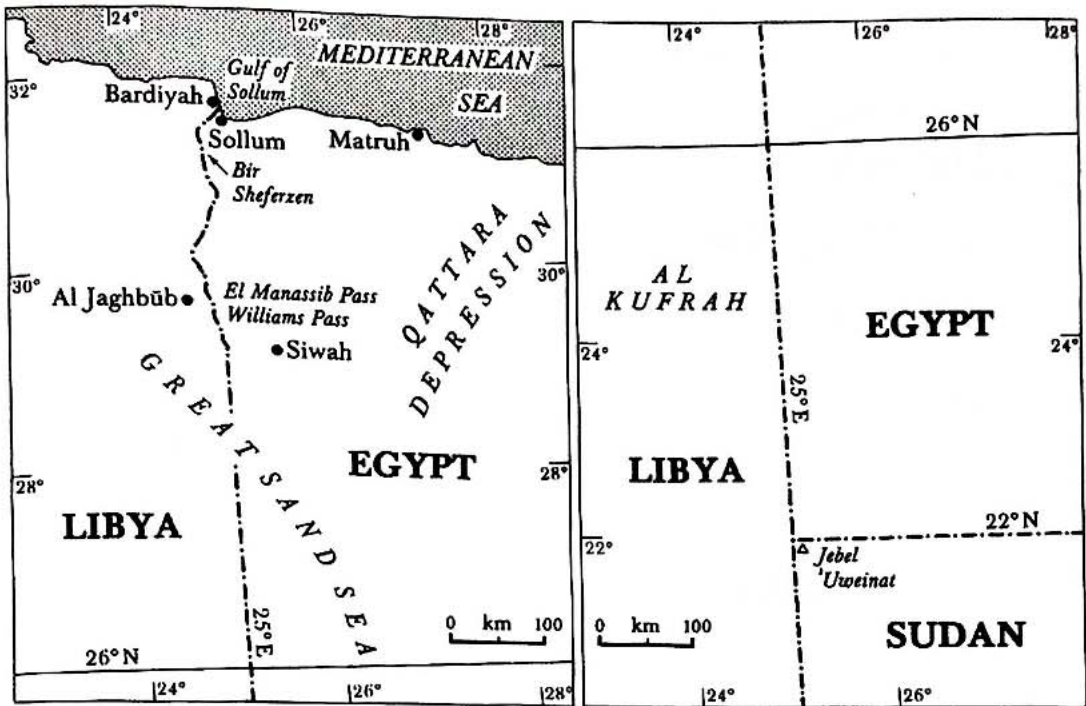 24°
26°
28°
MEDITERRANEAN
SEA
Gulf of
Sollum
32°
Bardiyah
Sollum
Matruh
Bir
Sheferzen
QATTARA
DEPRESSION
30°
30°
Al Jaghbūb
El Manassib Pass
Williams Pass
Siwah
GREAT SAND SEA
EGYPT
28°
28°
LIBYA
25°E
0 km 100
26°N
24°
26°
28°
24°
26°
28°
26°N
AL
KUFRAH
EGYPT
24°
24°
25°E
LIBYA
22°N
22°
Jebel
'Uweinat
0 km 100
SUDAN
24°
26°